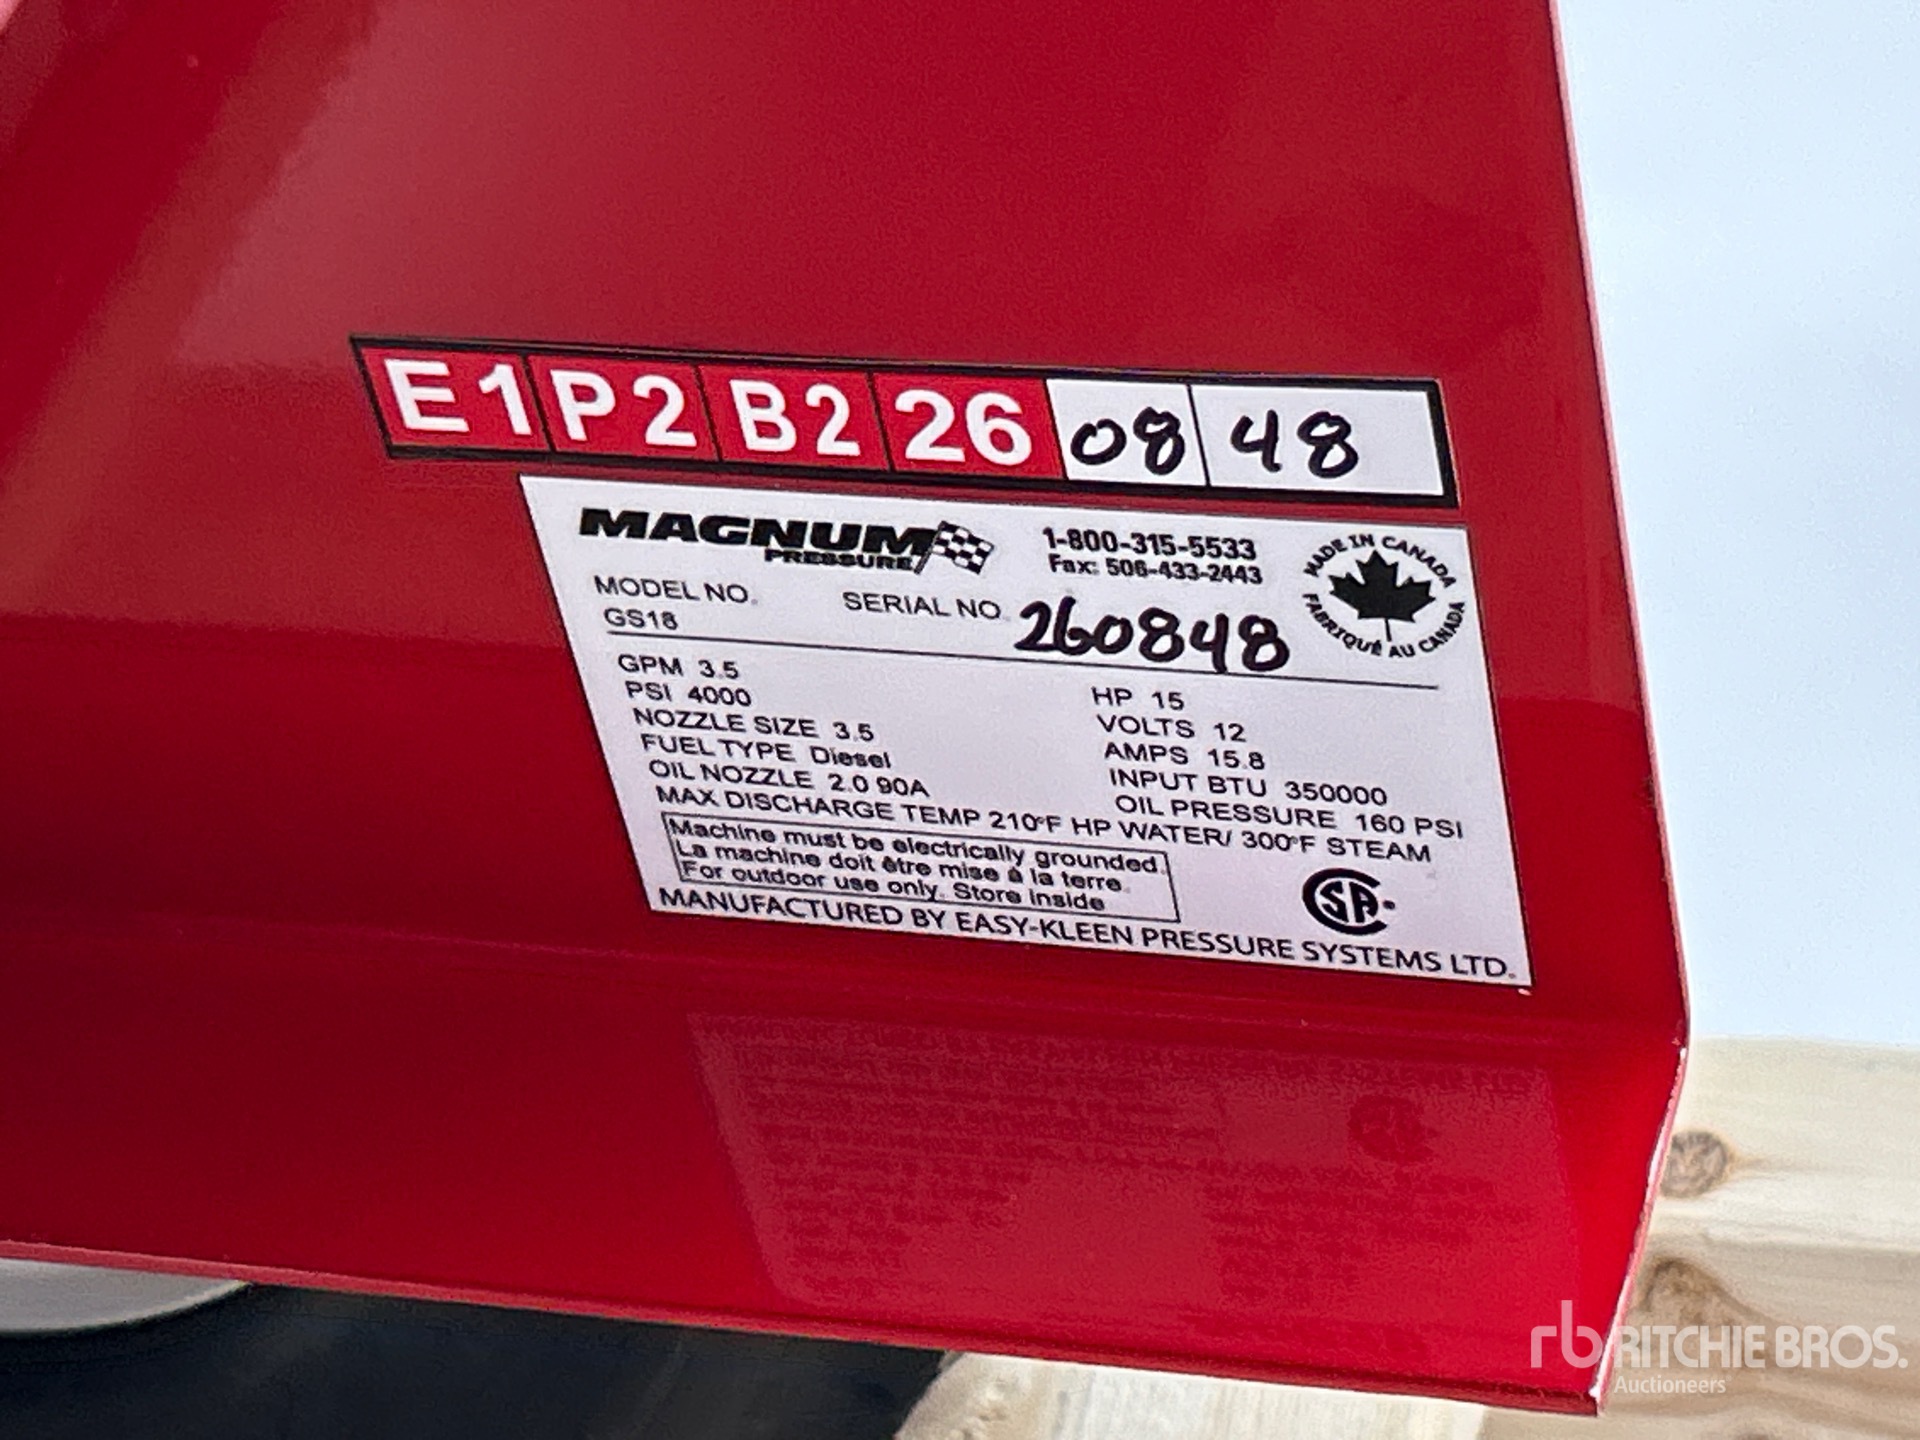 E1 P2 B2 26 08 48
MAGNUM
PRESSURE
1-800-315-5533
Fax: 506-433-2443
MADE IN CANADA
FABRIQUÉ AU CANADA
MODEL NO.
GS18
SERIAL NO. 260848
GPM 3.5
PSI 4000
NOZZLE SIZE 3.5
FUEL TYPE Diesel
OIL NOZZLE 2.0 90A
HP 15
VOLTS 12
AMPS 15.8
INPUT BTU 350000
OIL PRESSURE 160 PSI
MAX DISCHARGE TEMP 210°F HP WATER/ 300°F STEAM
Machine must be electrically grounded.
La machine doit être mise à la terre.
For outdoor use only. Store inside
CSA
MANUFACTURED BY EASY-KLEEN PRESSURE SYSTEMS LTD.
rb RITCHIE BROS.
Auctioneers